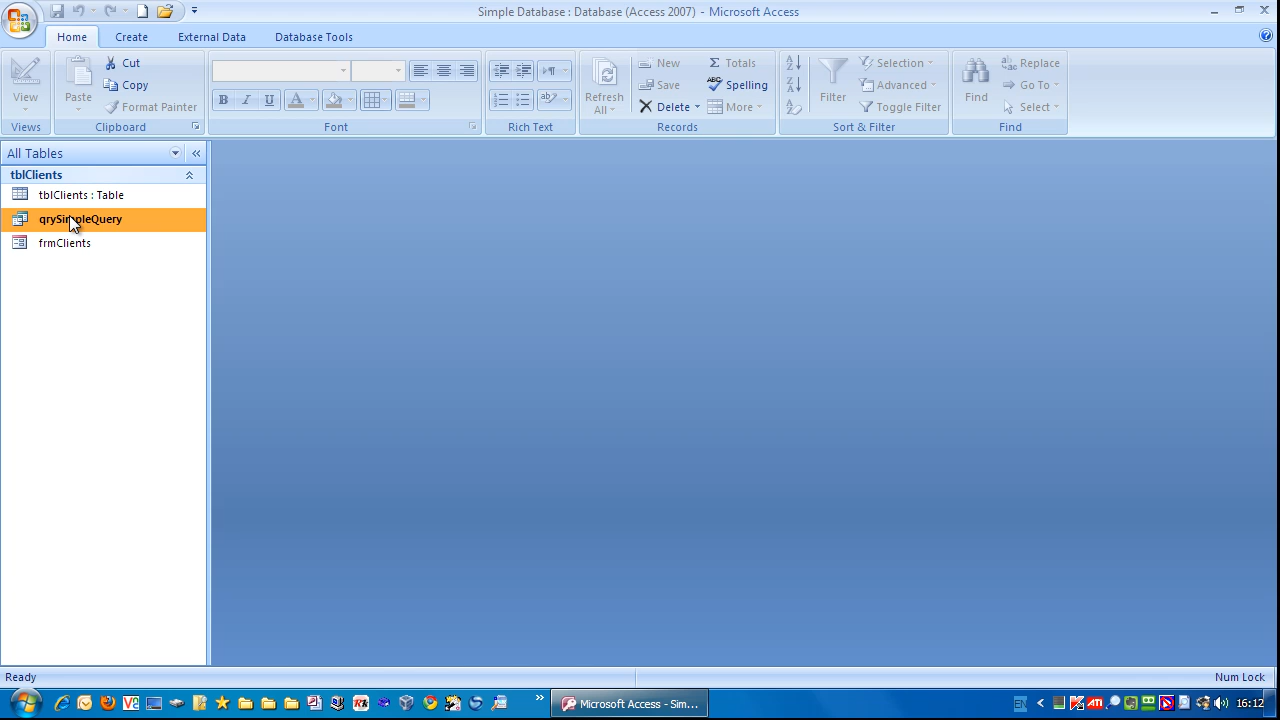 Simple Database : Database (Access 2007) - Microsoft Access
Home Create External Data Database Tools
View
Views
Paste
Cut
Copy
Format Painter
Clipboard
B I U A
Font
Rich Text
Refresh
All
New
Save
Delete
Totals
Spelling
More
Records
Filter
Selection
Advanced
Toggle Filter
Sort & Filter
Find
Replace
Go To
Select
Find
All Tables
tblClients
tblClients : Table
qrySimpleQuery
frmClients
Ready
Num Lock
Microsoft Access - Sim...
EN
ATI
16:12